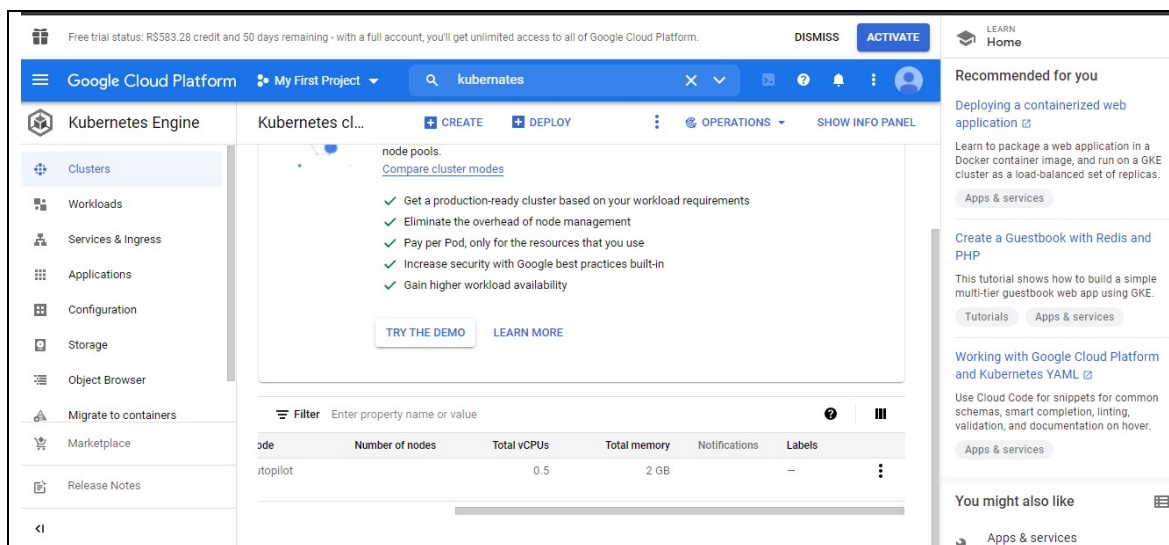 Free trial status: R$583.28 credit and 50 days remaining - with a full account, you'll get unlimited access to all of Google Cloud Platform.
DISMISS
ACTIVATE
Google Cloud Platform
My First Project
kubernates
Kubernetes Engine
Clusters
Workloads
Services & Ingress
Applications
Configuration
Storage
Object Browser
Migrate to containers
Marketplace
Release Notes
Kubernetes cl...
CREATE
DEPLOY
OPERATIONS
SHOW INFO PANEL
node pools.
Compare cluster modes
Get a production-ready cluster based on your workload requirements
Eliminate the overhead of node management
Pay per Pod, only for the resources that you use
Increase security with Google best practices built-in
Gain higher workload availability
TRY THE DEMO
LEARN MORE
Filter Enter property name or value
ode Number of nodes Total vCPUs Total memory Notifications Labels
utopilot 0.5 2 GB –
LEARN
Home
Recommended for you
Deploying a containerized web
application
Learn to package a web application in a
Docker container image, and run on a GKE
cluster as a load-balanced set of replicas.
Apps & services
Create a Guestbook with Redis and
PHP
This tutorial shows how to build a simple
multi-tier guestbook web app using GKE.
Tutorials Apps & services
Working with Google Cloud Platform
and Kubernetes YAML
Use Cloud Code for snippets for common
schemas, smart completion, linting,
validation, and documentation on hover.
Apps & services
You might also like
Apps & services